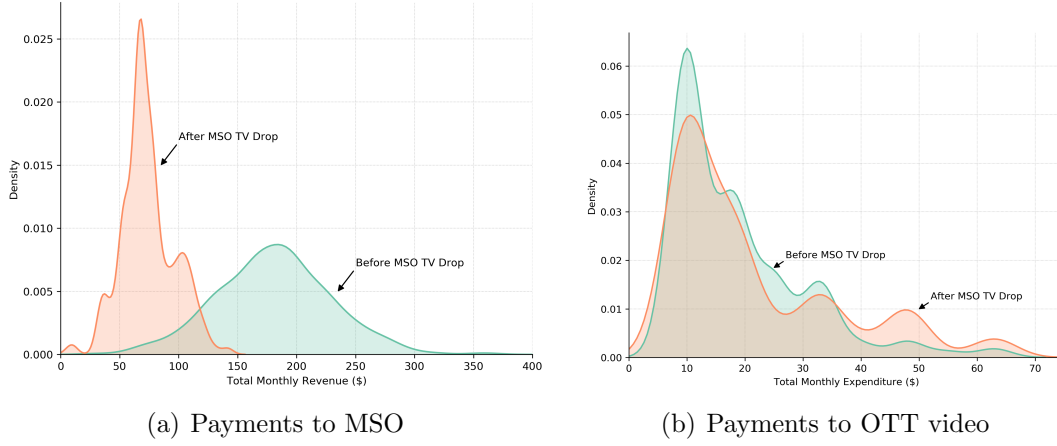 0.025
0.020
0.015
0.010
0.005
0.000
Density
After MSO TV Drop
Before MSO TV Drop
0 50 100 150 200 250 300 350 400
Total Monthly Revenue ($)
(a) Payments to MSO
0.06
0.05
0.04
0.03
0.02
0.01
0.00
Density
Before MSO TV Drop
After MSO TV Drop
0 10 20 30 40 50 60 70
Total Monthly Expenditure ($)
(b) Payments to OTT video